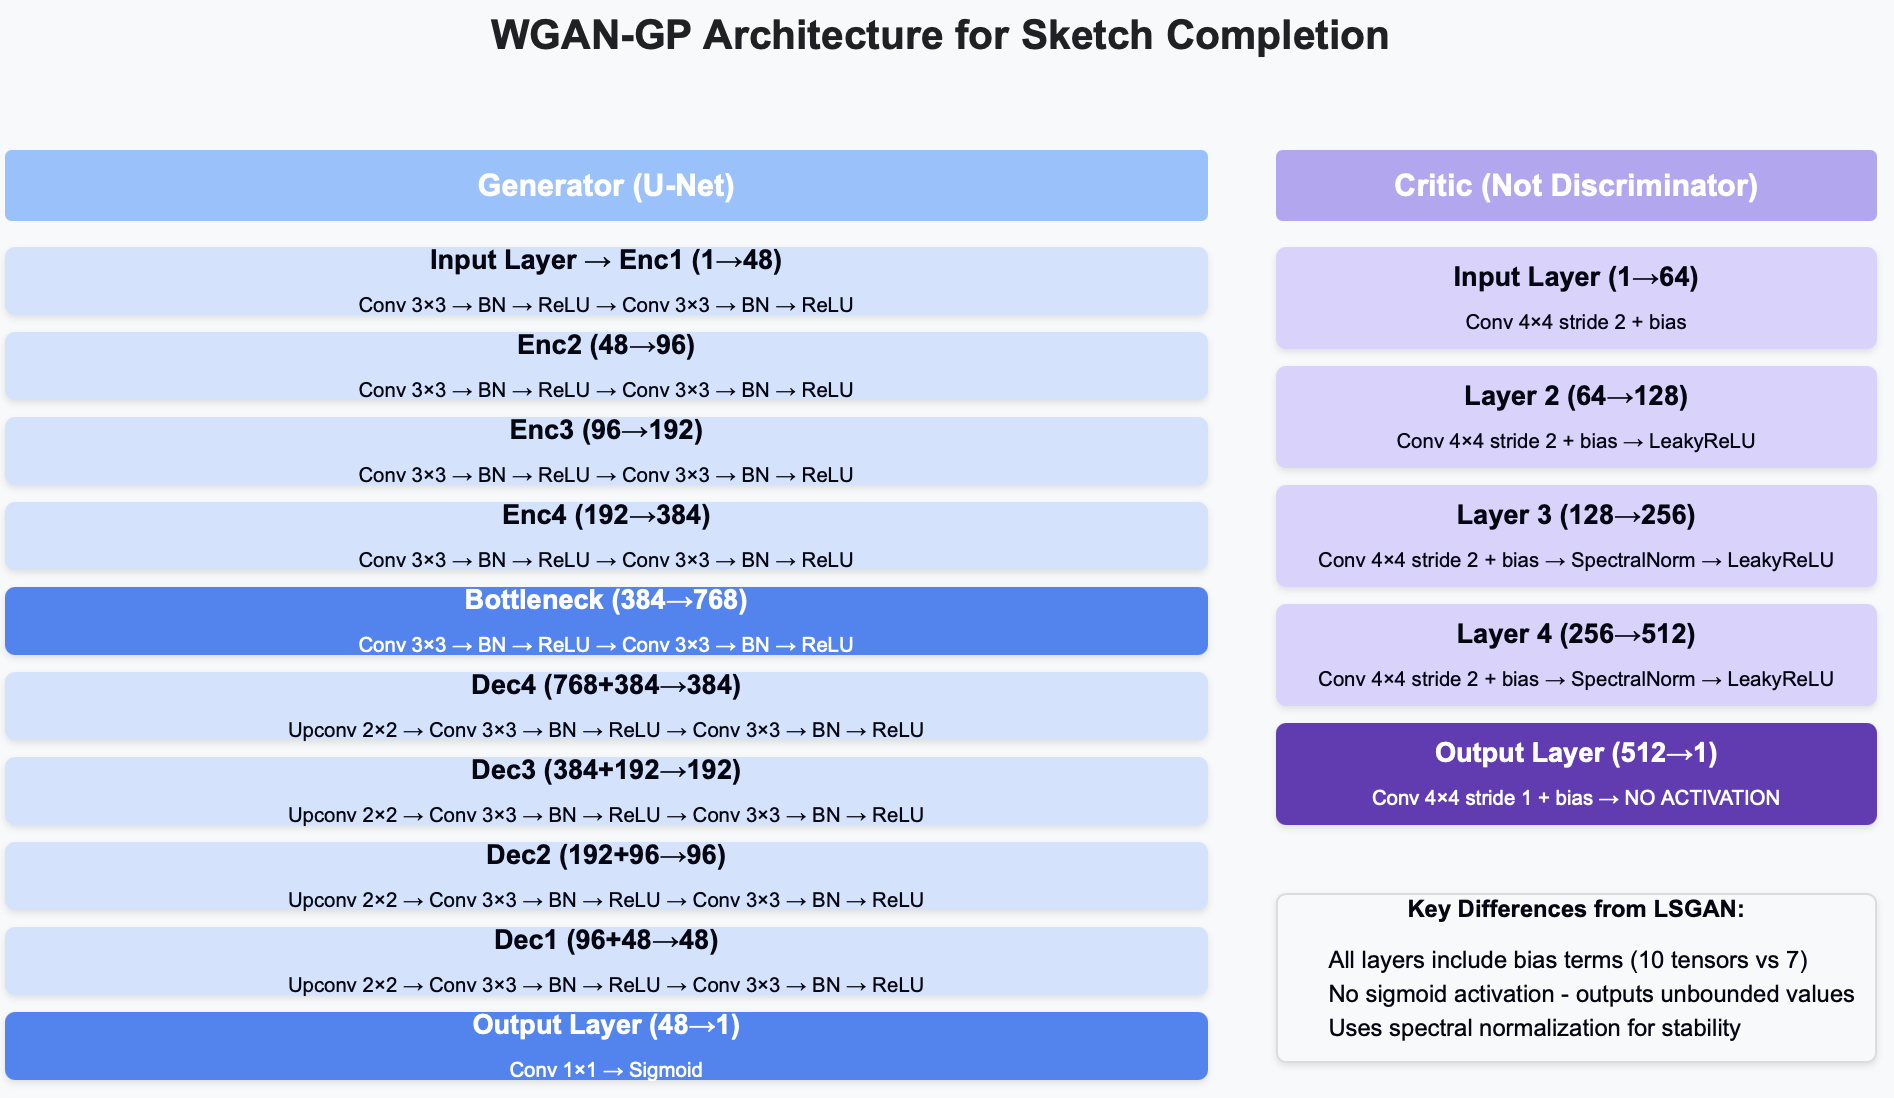 WGAN-GP Architecture for Sketch Completion
Generator (U-Net)
Input Layer → Enc1 (1→48)
Conv 3×3 → BN → ReLU → Conv 3×3 → BN → ReLU
Enc2 (48→96)
Conv 3×3 → BN → ReLU → Conv 3×3 → BN → ReLU
Enc3 (96→192)
Conv 3×3 → BN → ReLU → Conv 3×3 → BN → ReLU
Enc4 (192→384)
Conv 3×3 → BN → ReLU → Conv 3×3 → BN → ReLU
Bottleneck (384→768)
Conv 3×3 → BN → ReLU → Conv 3×3 → BN → ReLU
Dec4 (768+384→384)
Upconv 2×2 → Conv 3×3 → BN → ReLU → Conv 3×3 → BN → ReLU
Dec3 (384+192→192)
Upconv 2×2 → Conv 3×3 → BN → ReLU → Conv 3×3 → BN → ReLU
Dec2 (192+96→96)
Upconv 2×2 → Conv 3×3 → BN → ReLU → Conv 3×3 → BN → ReLU
Dec1 (96+48→48)
Upconv 2×2 → Conv 3×3 → BN → ReLU → Conv 3×3 → BN → ReLU
Output Layer (48→1)
Conv 1×1 → Sigmoid
Critic (Not Discriminator)
Input Layer (1→64)
Conv 4×4 stride 2 + bias
Layer 2 (64→128)
Conv 4×4 stride 2 + bias → LeakyReLU
Layer 3 (128→256)
Conv 4×4 stride 2 + bias → SpectralNorm → LeakyReLU
Layer 4 (256→512)
Conv 4×4 stride 2 + bias → SpectralNorm → LeakyReLU
Output Layer (512→1)
Conv 4×4 stride 1 + bias → NO ACTIVATION
Key Differences from LSGAN:
All layers include bias terms (10 tensors vs 7)
No sigmoid activation - outputs unbounded values
Uses spectral normalization for stability